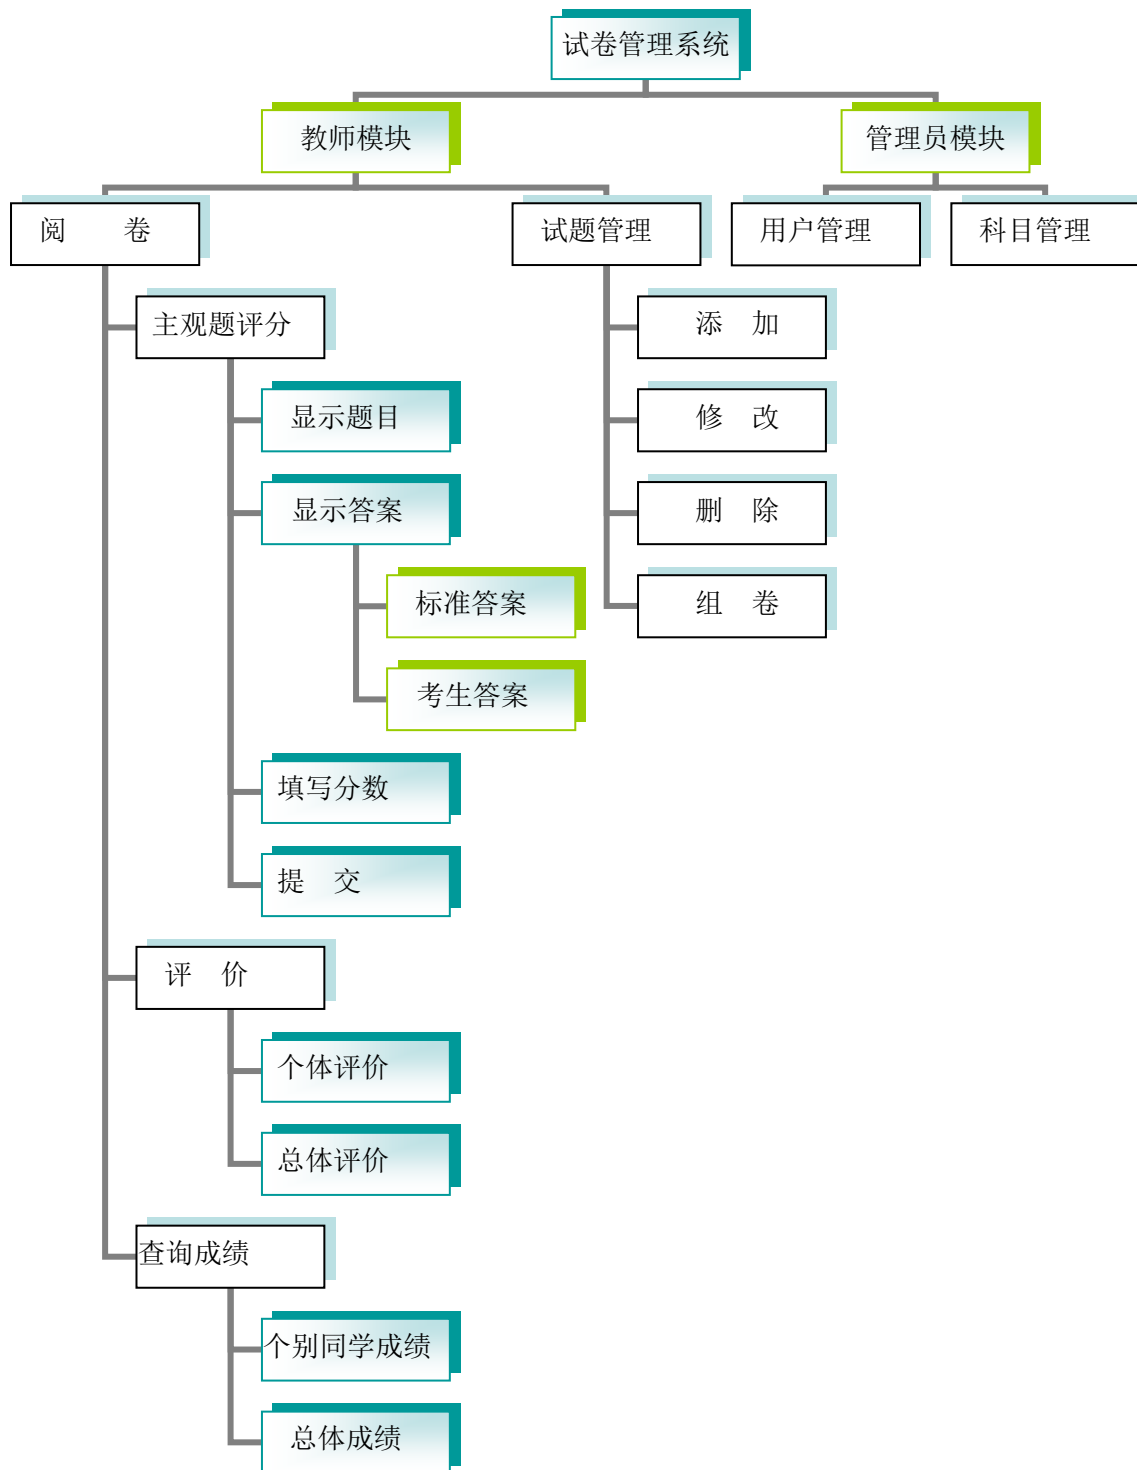 试卷管理系统
教师模块
管理员模块
阅 卷
试题管理
用户管理
科目管理
主观题评分
添 加
显示题目
修 改
显示答案
删 除
标准答案
组 卷
考生答案
填写分数
提 交
评 价
个体评价
总体评价
查询成绩
个别同学成绩
总体成绩